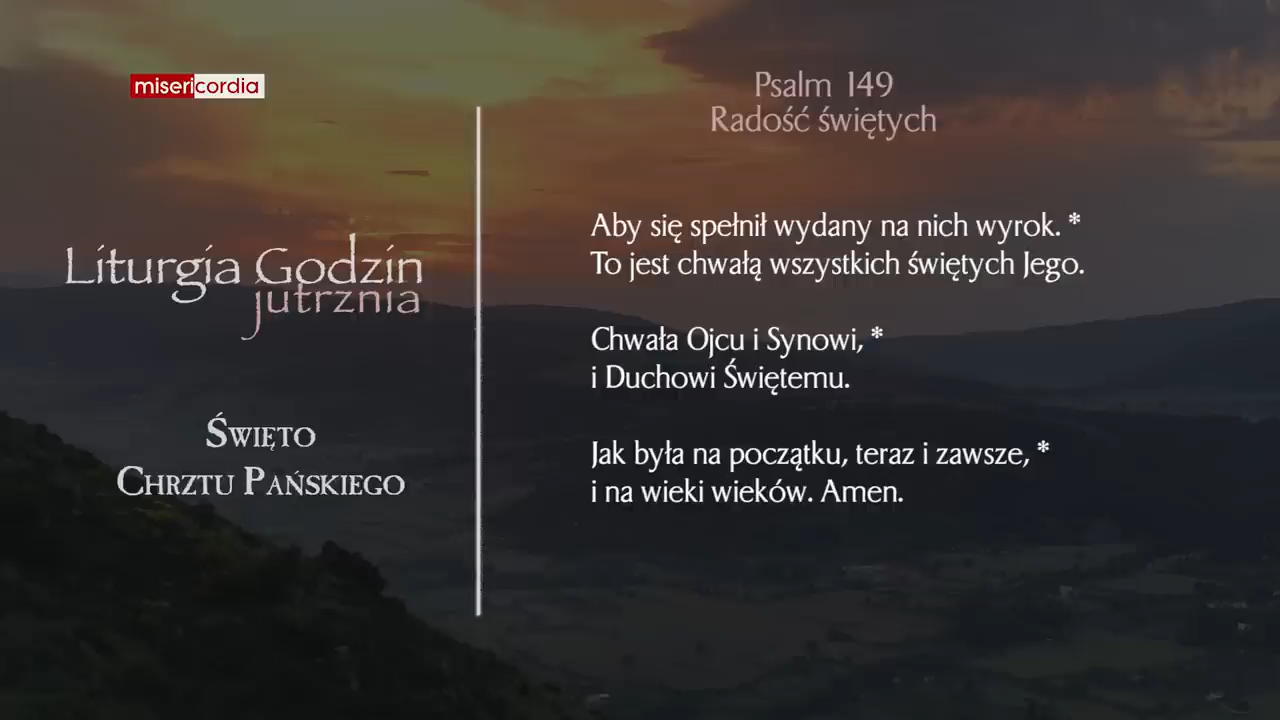 misericordia
Liturgia Godzin
jutrznia
Święto
Chrztu Pańskiego
Psalm 149
Radość świętych
Aby się spełnił wydany na nich wyrok. *
To jest chwałą wszystkich świętych Jego.
Chwała Ojcu i Synowi, *
i Duchowi Świętemu.
Jak była na początku, teraz i zawsze, *
i na wieki wieków. Amen.